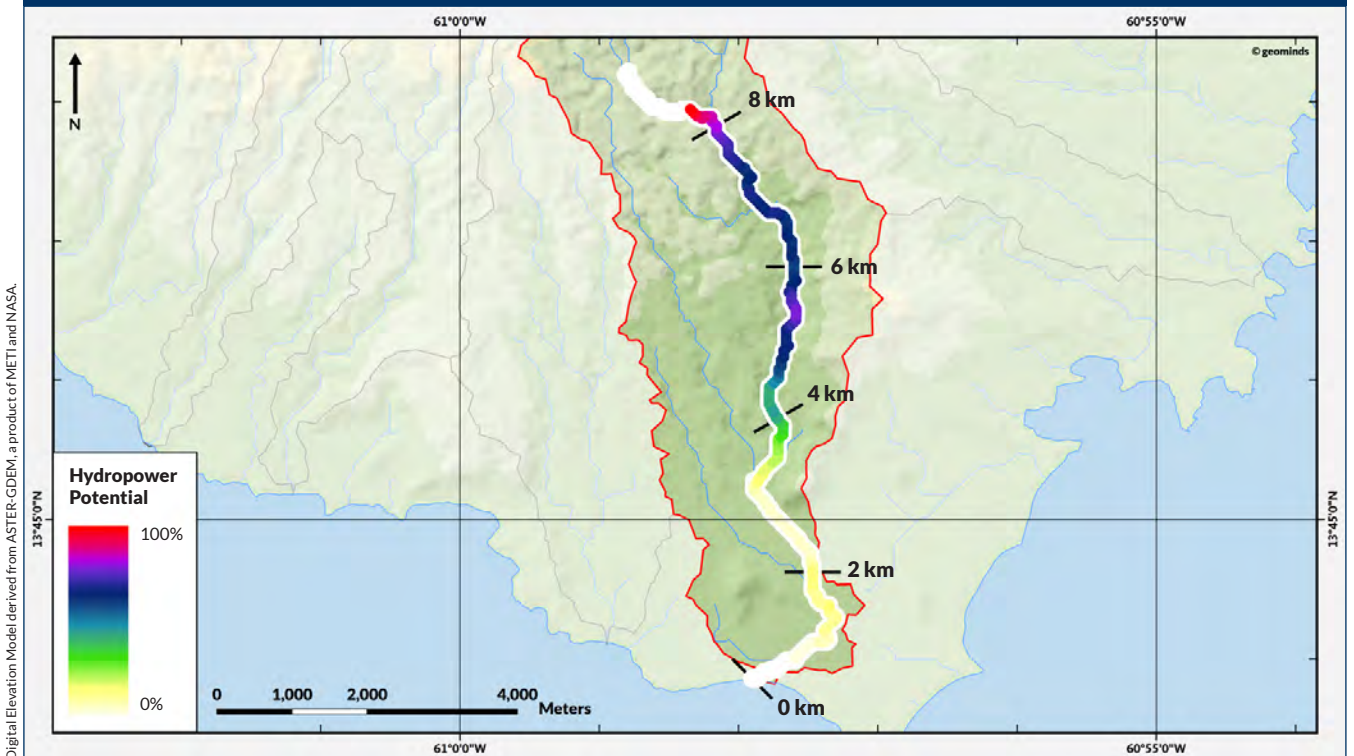 61°0'0"W
60°55'0"W
© geominds
N
8 km
6 km
4 km
2 km
0 km
Hydropower
Potential
100%
0%
13°45'0"N
13°45'0"N
0
1,000
2,000
4,000
Meters
61°0'0"W
60°55'0"W
Digital Elevation Model derived from ASTER-GDEM, a product of METI and NASA.